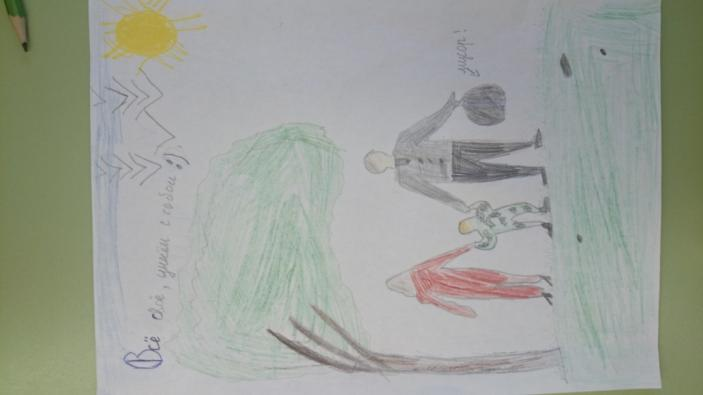 Всё своё, уноси с собой :).
мусор!